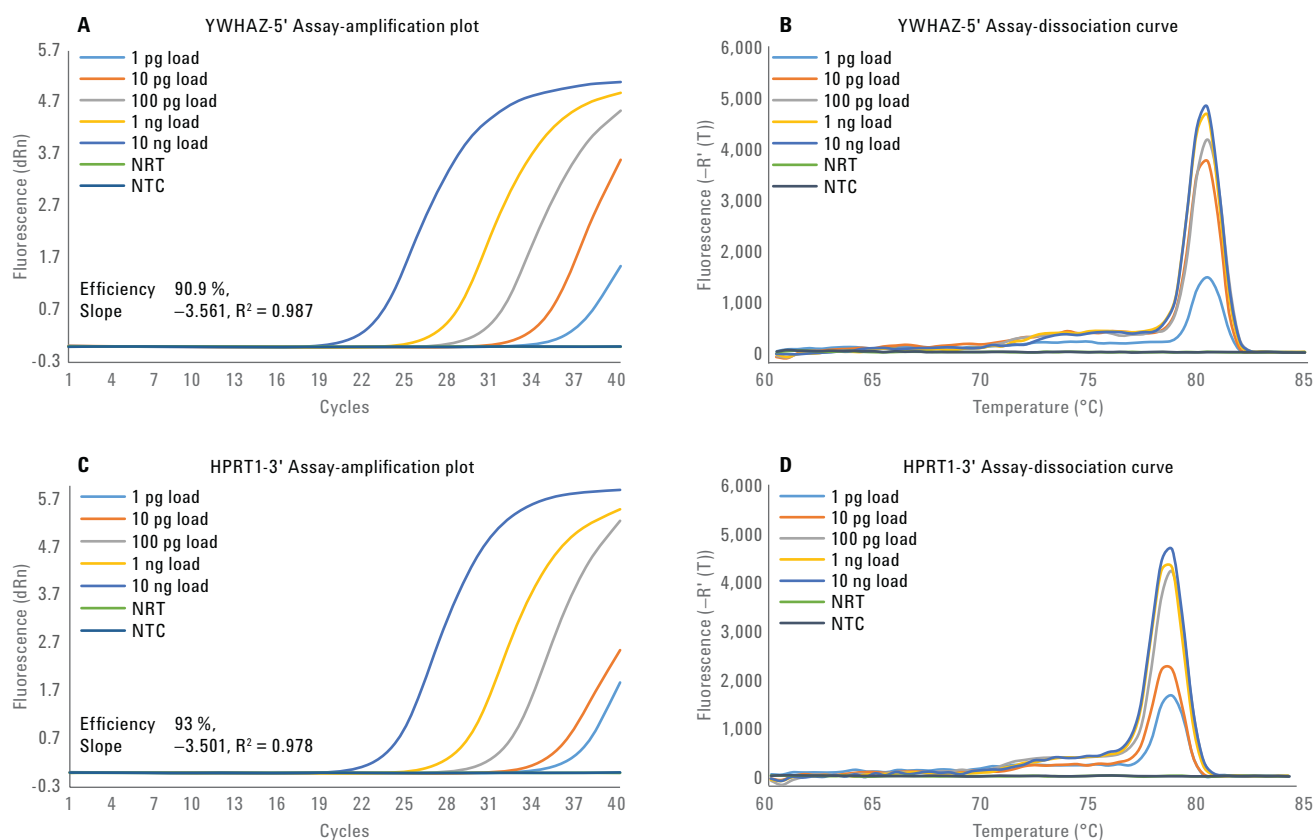 A
YWHAZ-5' Assay-amplification plot
5.7
4.7
3.7
2.7
1.7
0.7
-0.3
Fluorescence (dRn)
1 pg load
10 pg load
100 pg load
1 ng load
10 ng load
NRT
NTC
Efficiency 90.9 %,
Slope –3.561, R² = 0.987
1 4 7 10 13 16 19 22 25 28 31 34 37 40
Cycles
B
YWHAZ-5' Assay-dissociation curve
6,000
5,000
4,000
3,000
2,000
1,000
0
Fluorescence (–R' (T))
1 pg load
10 pg load
100 pg load
1 ng load
10 ng load
NRT
NTC
60 65 70 75 80 85
Temperature (°C)
C
HPRT1-3' Assay-amplification plot
5.7
4.7
3.7
2.7
1.7
0.7
-0.3
Fluorescence (dRn)
1 pg load
10 pg load
100 pg load
1 ng load
10 ng load
NRT
NTC
Efficiency 93 %,
Slope –3.501, R² = 0.978
1 4 7 10 13 16 19 22 25 28 31 34 37 40
Cycles
D
HPRT1-3' Assay-dissociation curve
6,000
5,000
4,000
3,000
2,000
1,000
0
Fluorescence (–R' (T))
1 pg load
10 pg load
100 pg load
1 ng load
10 ng load
NRT
NTC
60 65 70 75 80 85
Temperature (°C)